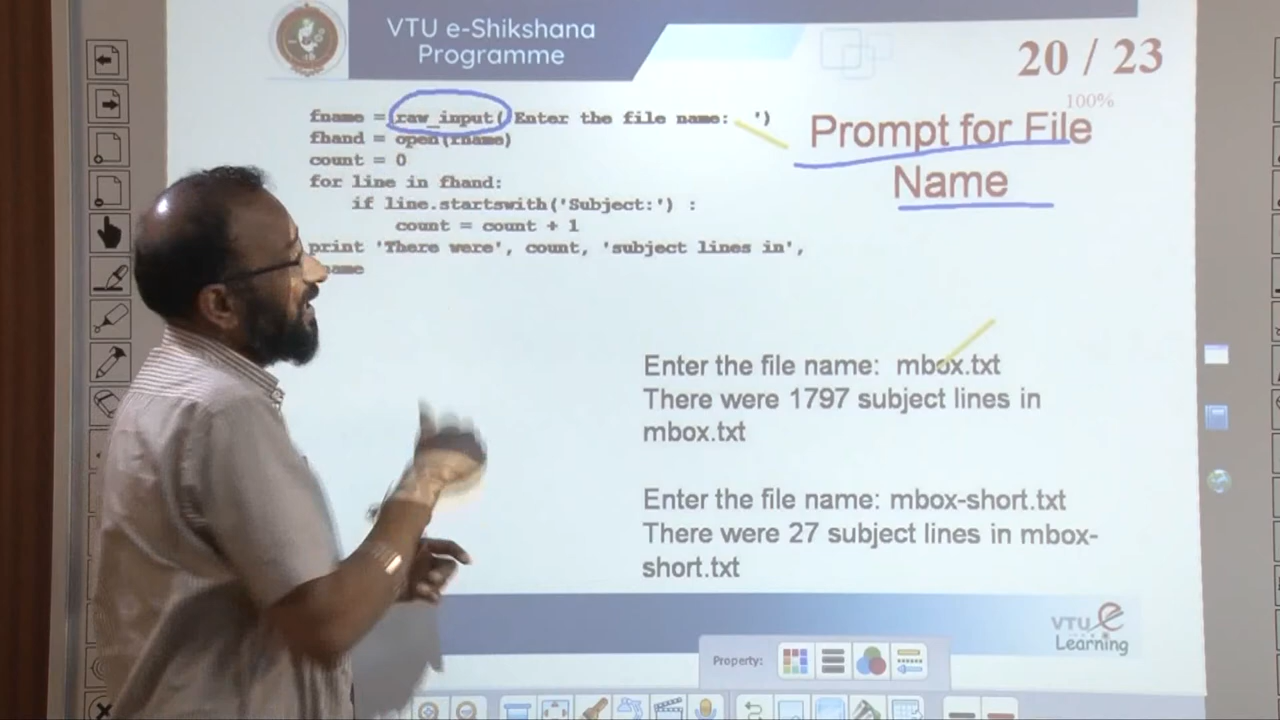 VTU e-Shikshana
Programme
20 / 23
100%
Prompt for File
Name
fname = raw_input( Enter the file name:  ')
fhand = open(fname)
count = 0
for line in fhand:
if line.startswith('Subject:') :
count = count + 1
print 'There were', count, 'subject lines in',
name
Enter the file name:  mbox.txt
There were 1797 subject lines in
mbox.txt
Enter the file name: mbox-short.txt
There were 27 subject lines in mbox-
short.txt
VTU e
Learning
Property: